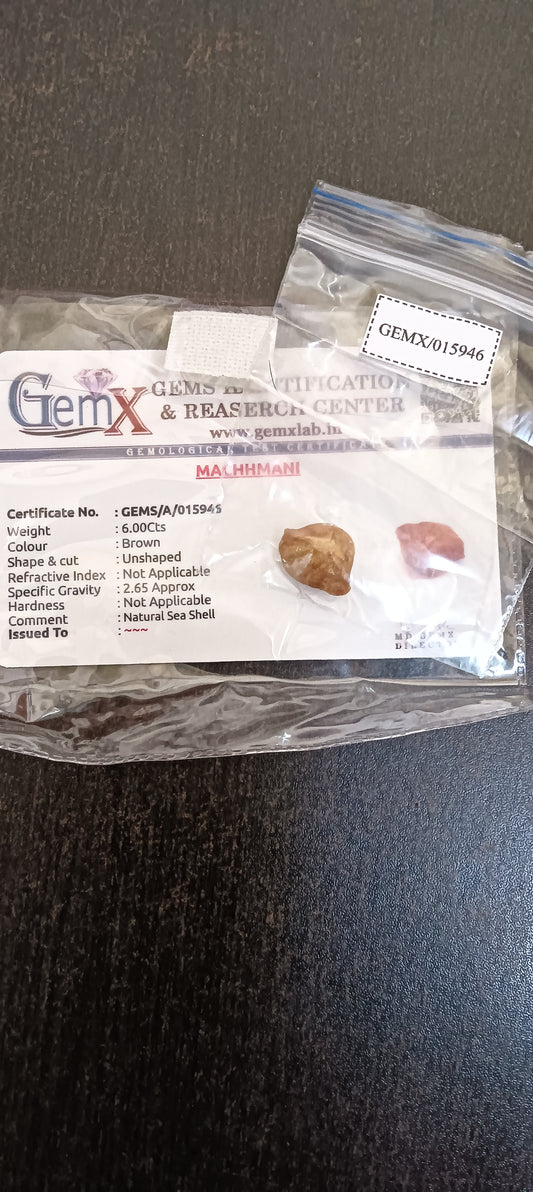 GEMX/015946
GemX
GEMS IDENTIFICATION
& REASERCH CENTER
www.gemxlab.in
GEMOLOGICAL TEST CERTIFICATE
MACHHMANI
Certificate No. : GEMS/A/015946
Weight : 6.00Cts
Colour : Brown
Shape & cut : Unshaped
Refractive Index : Not Applicable
Specific Gravity : 2.65 Approx
Hardness : Not Applicable
Comment : Natural Sea Shell
Issued To : ~~~